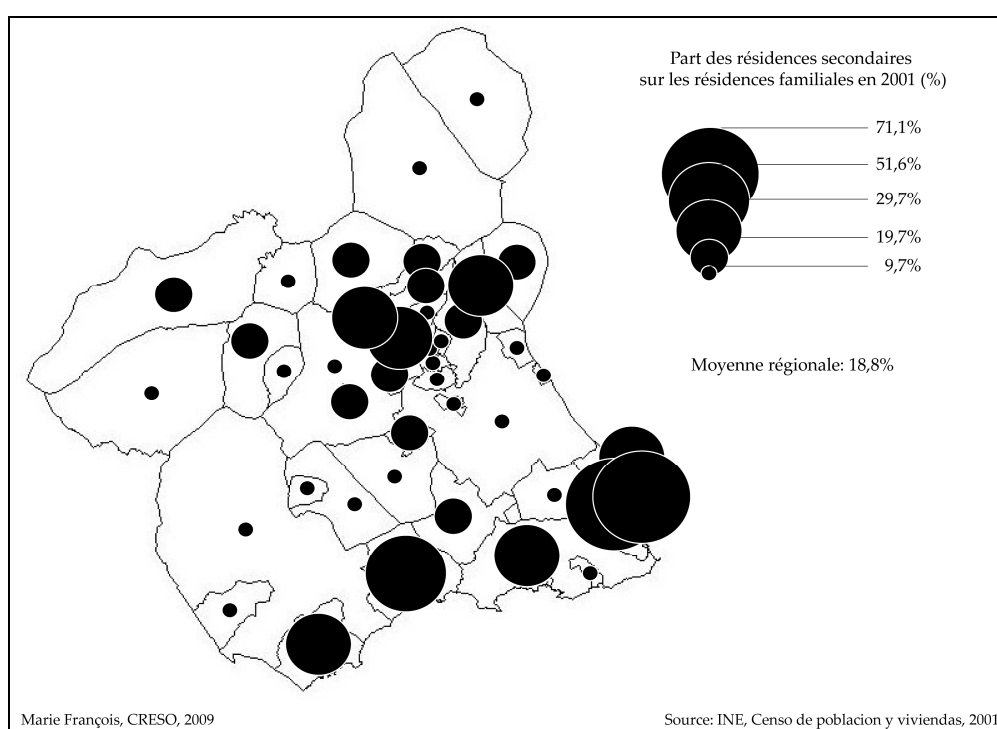 Part des résidences secondaires
sur les résidences familiales en 2001 (%)
71,1%
51,6%
29,7%
19,7%
9,7%
Moyenne régionale: 18,8%
Marie François, CRESO, 2009
Source: INE, Censo de poblacion y viviendas, 2001